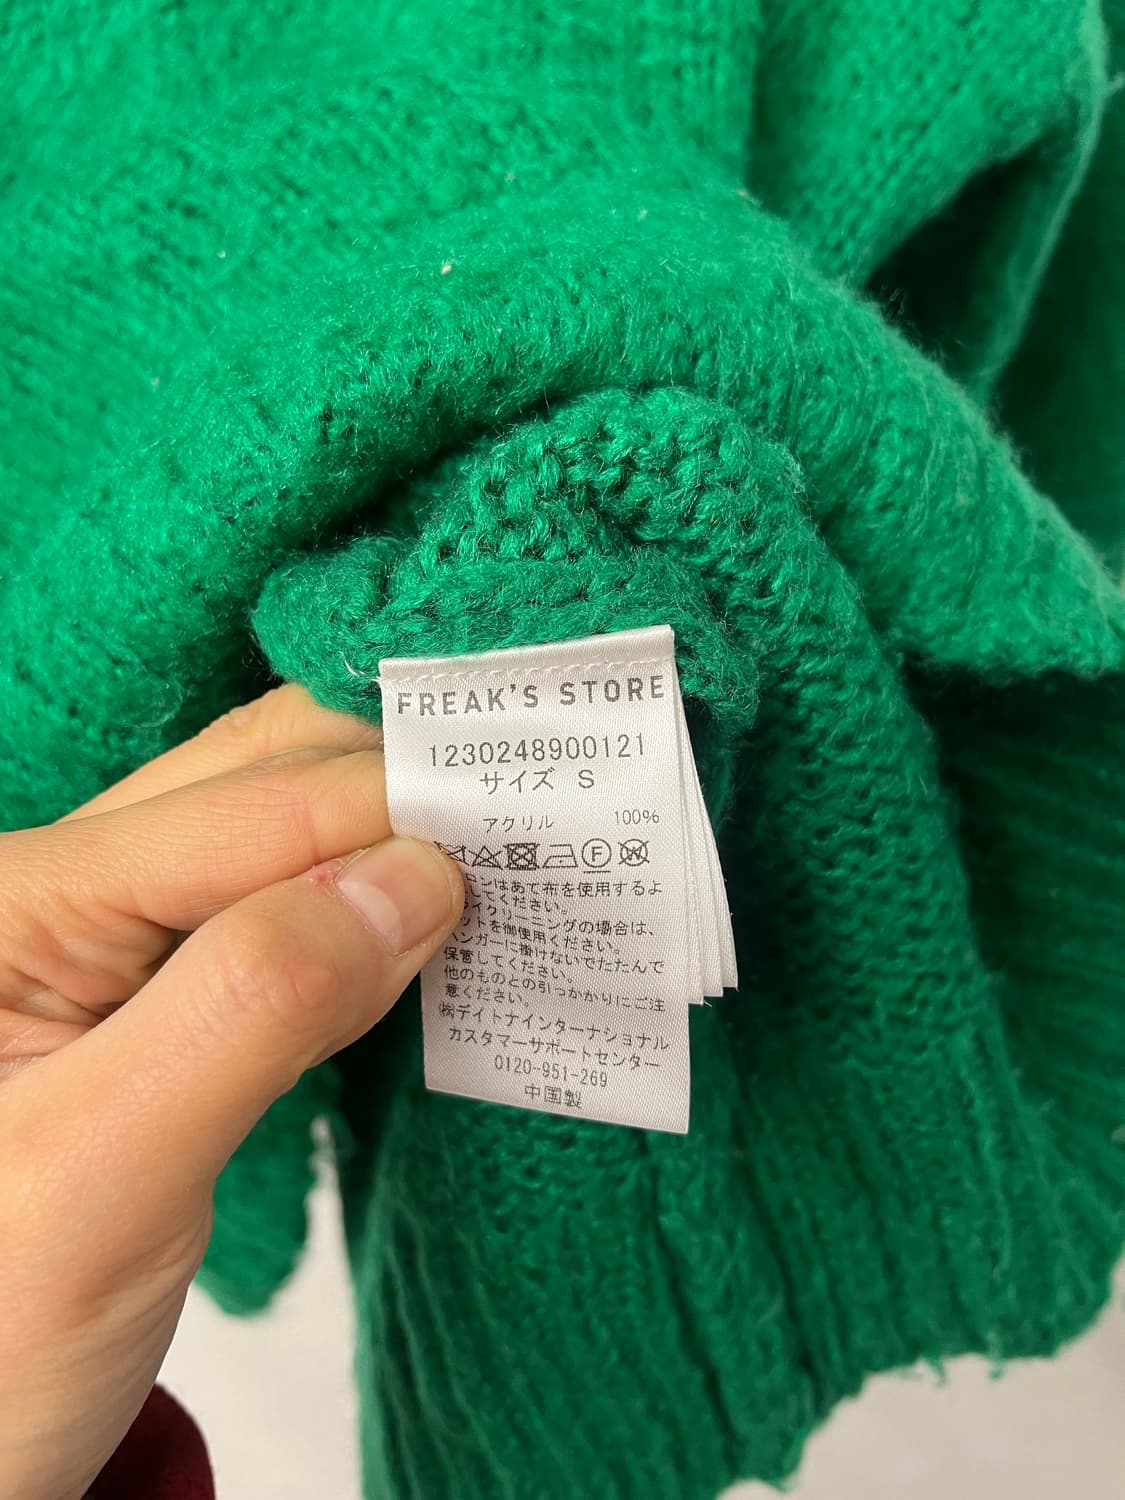 FREAK'S STORE
1230248900121
サイズ S
アクリル 100%
F W
はあて布を使用するよ
ください。
イクリーニングの場合は、
ットを御使用ください。
ハンガーに掛けないでたたんで
保管してください。
他のものとの引っかかりにご注
意ください。
㈱デイトナインターナショナル
カスタマーサポートセンター
0120-951-269
中国製